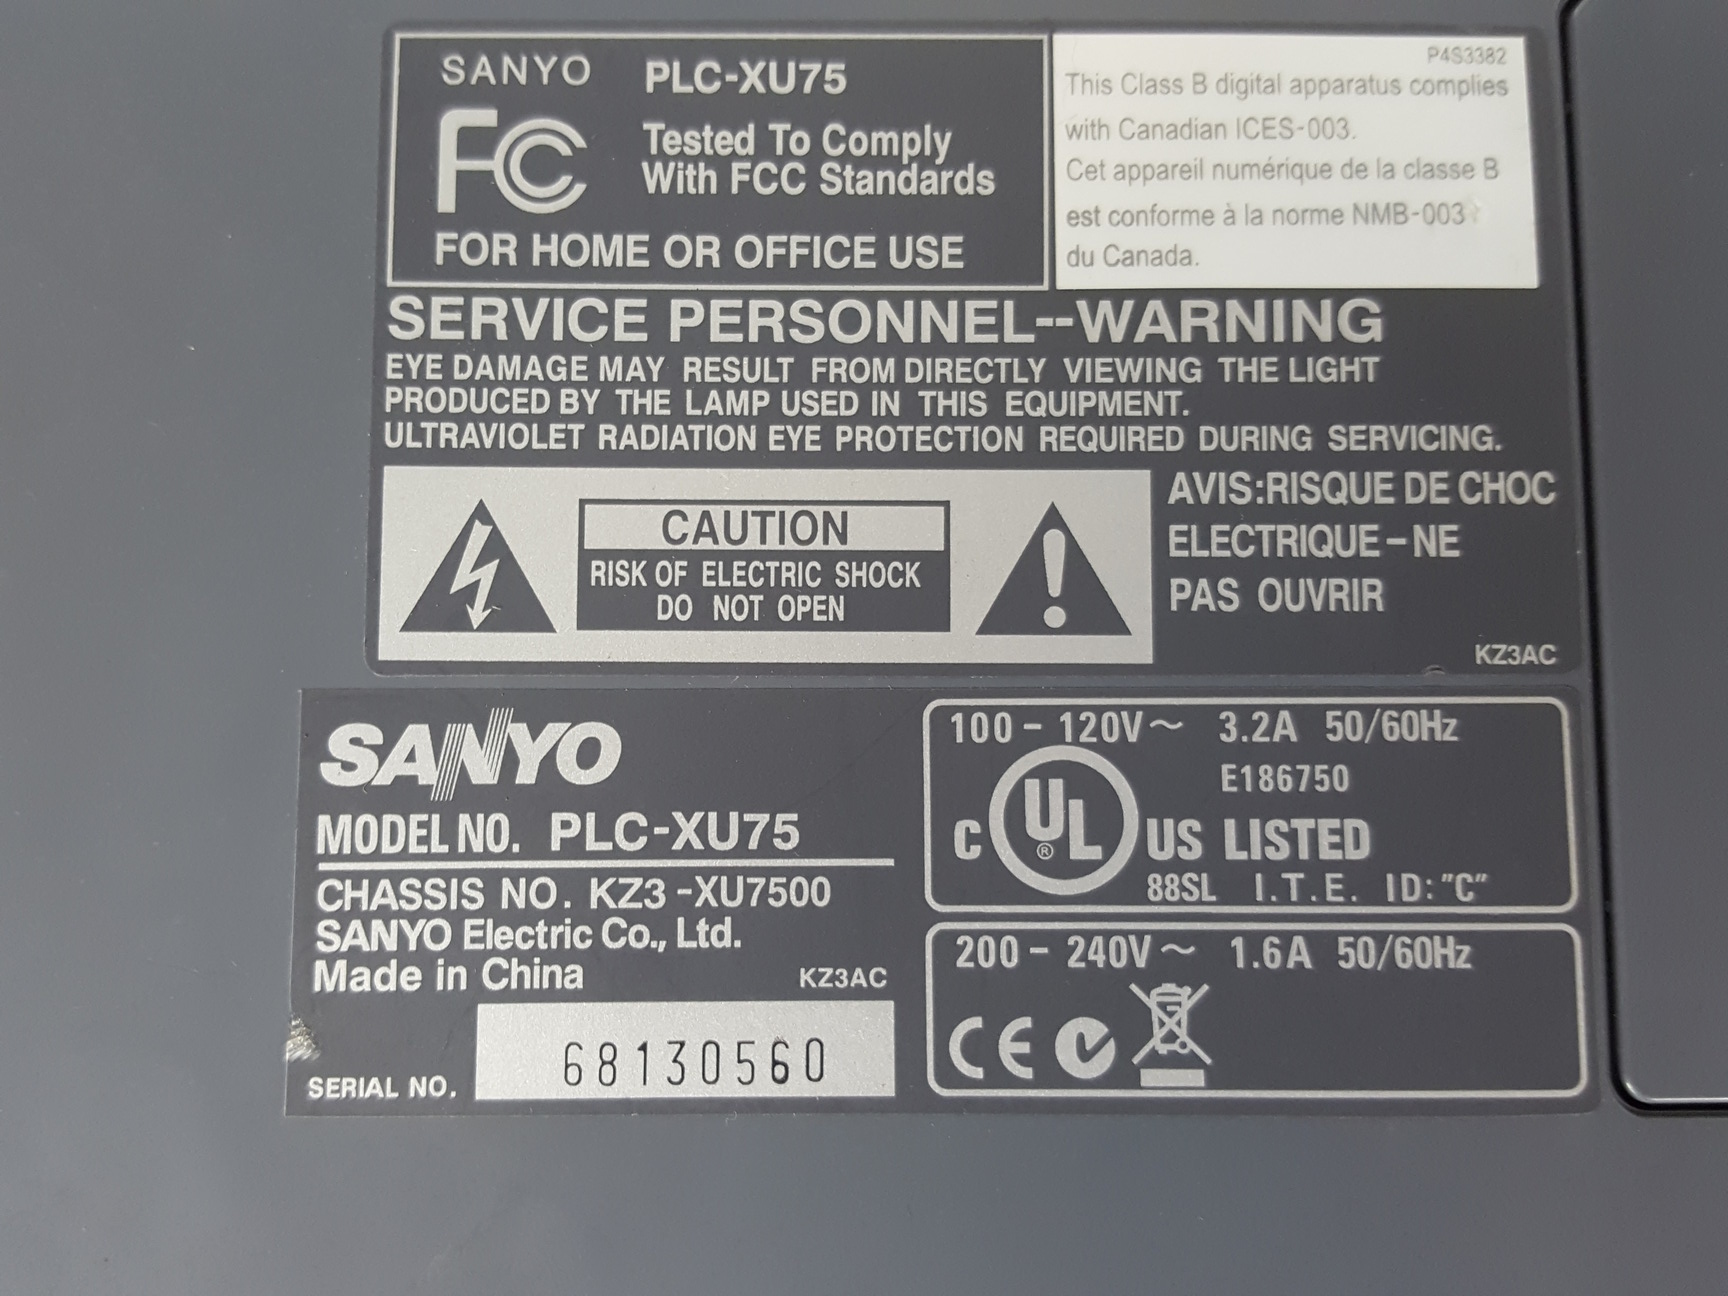 SANYO PLC-XU75
FC Tested To Comply
With FCC Standards
FOR HOME OR OFFICE USE
P4S3382
This Class B digital apparatus complies
with Canadian ICES-003.
Cet appareil numérique de la classe B
est conforme à la norme NMB-003
du Canada.
SERVICE PERSONNEL--WARNING
EYE DAMAGE MAY RESULT FROM DIRECTLY VIEWING THE LIGHT
PRODUCED BY THE LAMP USED IN THIS EQUIPMENT.
ULTRAVIOLET RADIATION EYE PROTECTION REQUIRED DURING SERVICING.
CAUTION
RISK OF ELECTRIC SHOCK
DO NOT OPEN
AVIS:RISQUE DE CHOC
ELECTRIQUE-NE
PAS OUVRIR
KZ3AC
SANYO
MODEL NO. PLC-XU75
CHASSIS NO. KZ3-XU7500
SANYO Electric Co., Ltd.
Made in China KZ3AC
SERIAL NO. 68130560
100-120V~ 3.2A 50/60Hz
E186750
C UL® US LISTED
88SL I.T.E. ID:"C"
200-240V~ 1.6A 50/60Hz
CE